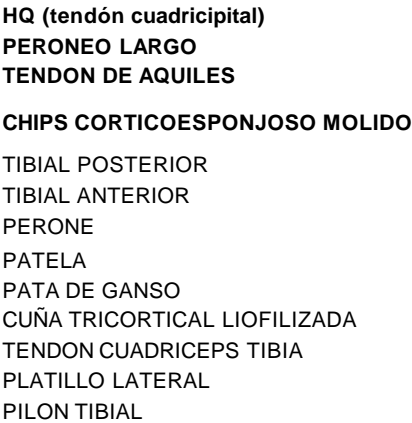 HQ (tendón cuadricipital)
PERONEO LARGO
TENDON DE AQUILES
CHIPS CORTICOESPONJOSO MOLIDO
TIBIAL POSTERIOR
TIBIAL ANTERIOR
PERONE
PATELA
PATA DE GANSO
CUÑA TRICORTICAL LIOFILIZADA
TENDON CUADRICEPS TIBIA
PLATILLO LATERAL
PILON TIBIAL